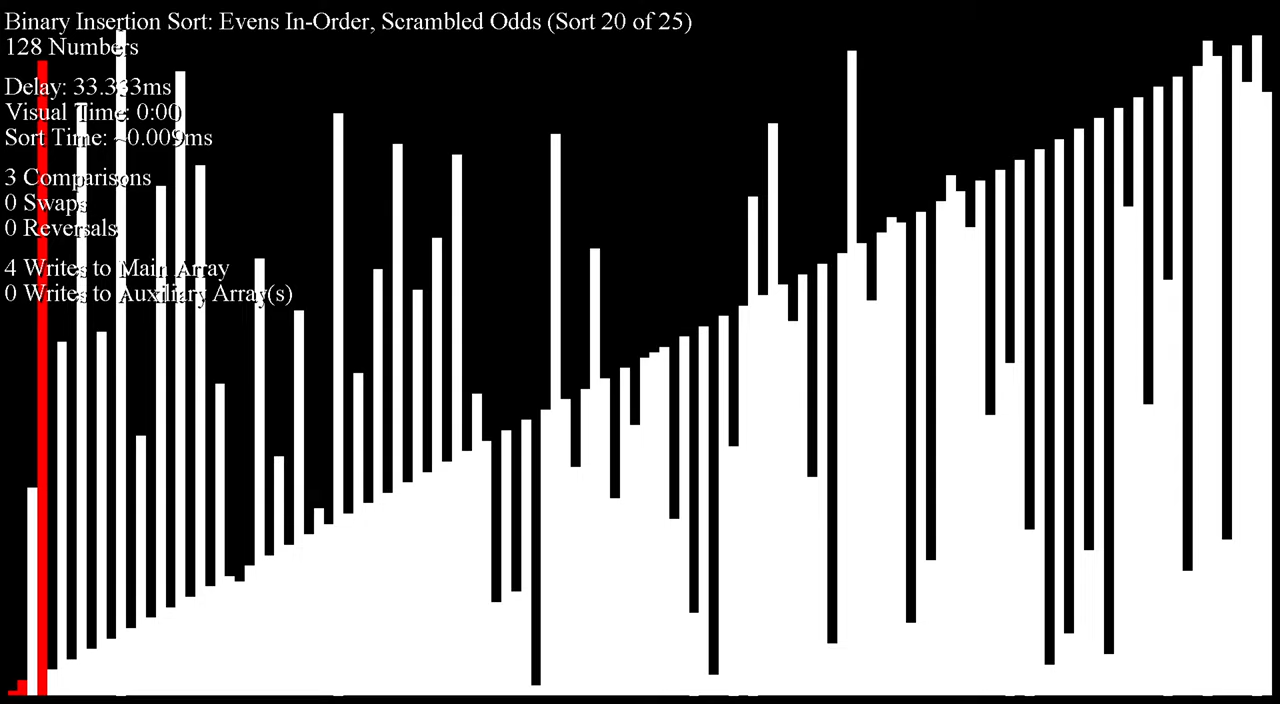 Binary Insertion Sort: Evens In-Order, Scrambled Odds (Sort 20 of 25)
128 Numbers
Delay: 33.333ms
Visual Time: 0:00
Sort Time: ~0.009ms
3 Comparisons
0 Swaps
0 Reversals
4 Writes to Main Array
0 Writes to Auxiliary Array(s)